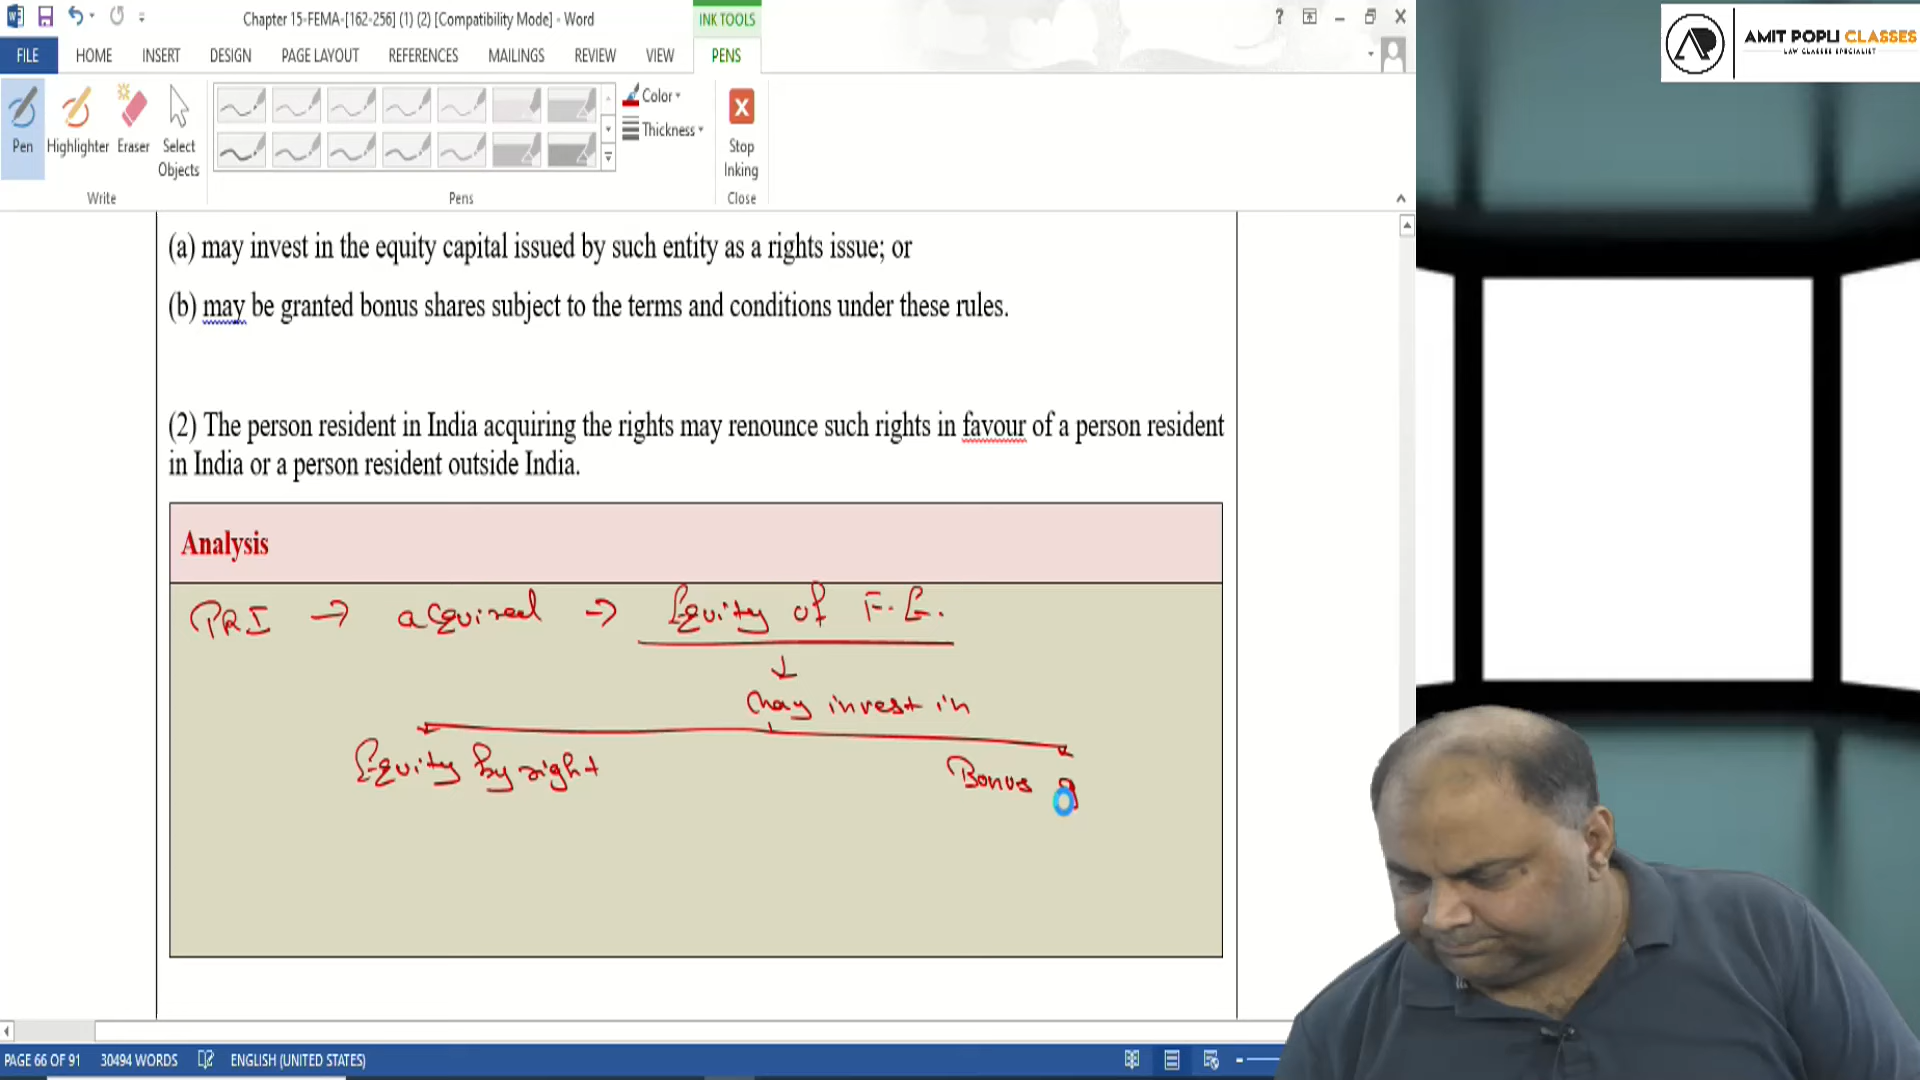 Chapter 15-FEMA-[162-256] (1) (2) [Compatibility Mode] - Word
INK TOOLS
?
AMIT POPLI CLASSES
LAW CLASSES SPECIALIST
FILE HOME INSERT DESIGN PAGE LAYOUT REFERENCES MAILINGS REVIEW VIEW PENS
Color
Thickness
Pen Highlighter Eraser Select Objects
Stop Inking
Write Pens Close
(a) may invest in the equity capital issued by such entity as a rights issue; or
(b) may be granted bonus shares subject to the terms and conditions under these rules.
(2) The person resident in India acquiring the rights may renounce such rights in favour of a person resident
in India or a person resident outside India.
Analysis
PRI → acquired → Equity of F.E.
↓
may invest in
Equity by right Bonus
PAGE 66 OF 91 30494 WORDS ENGLISH (UNITED STATES)